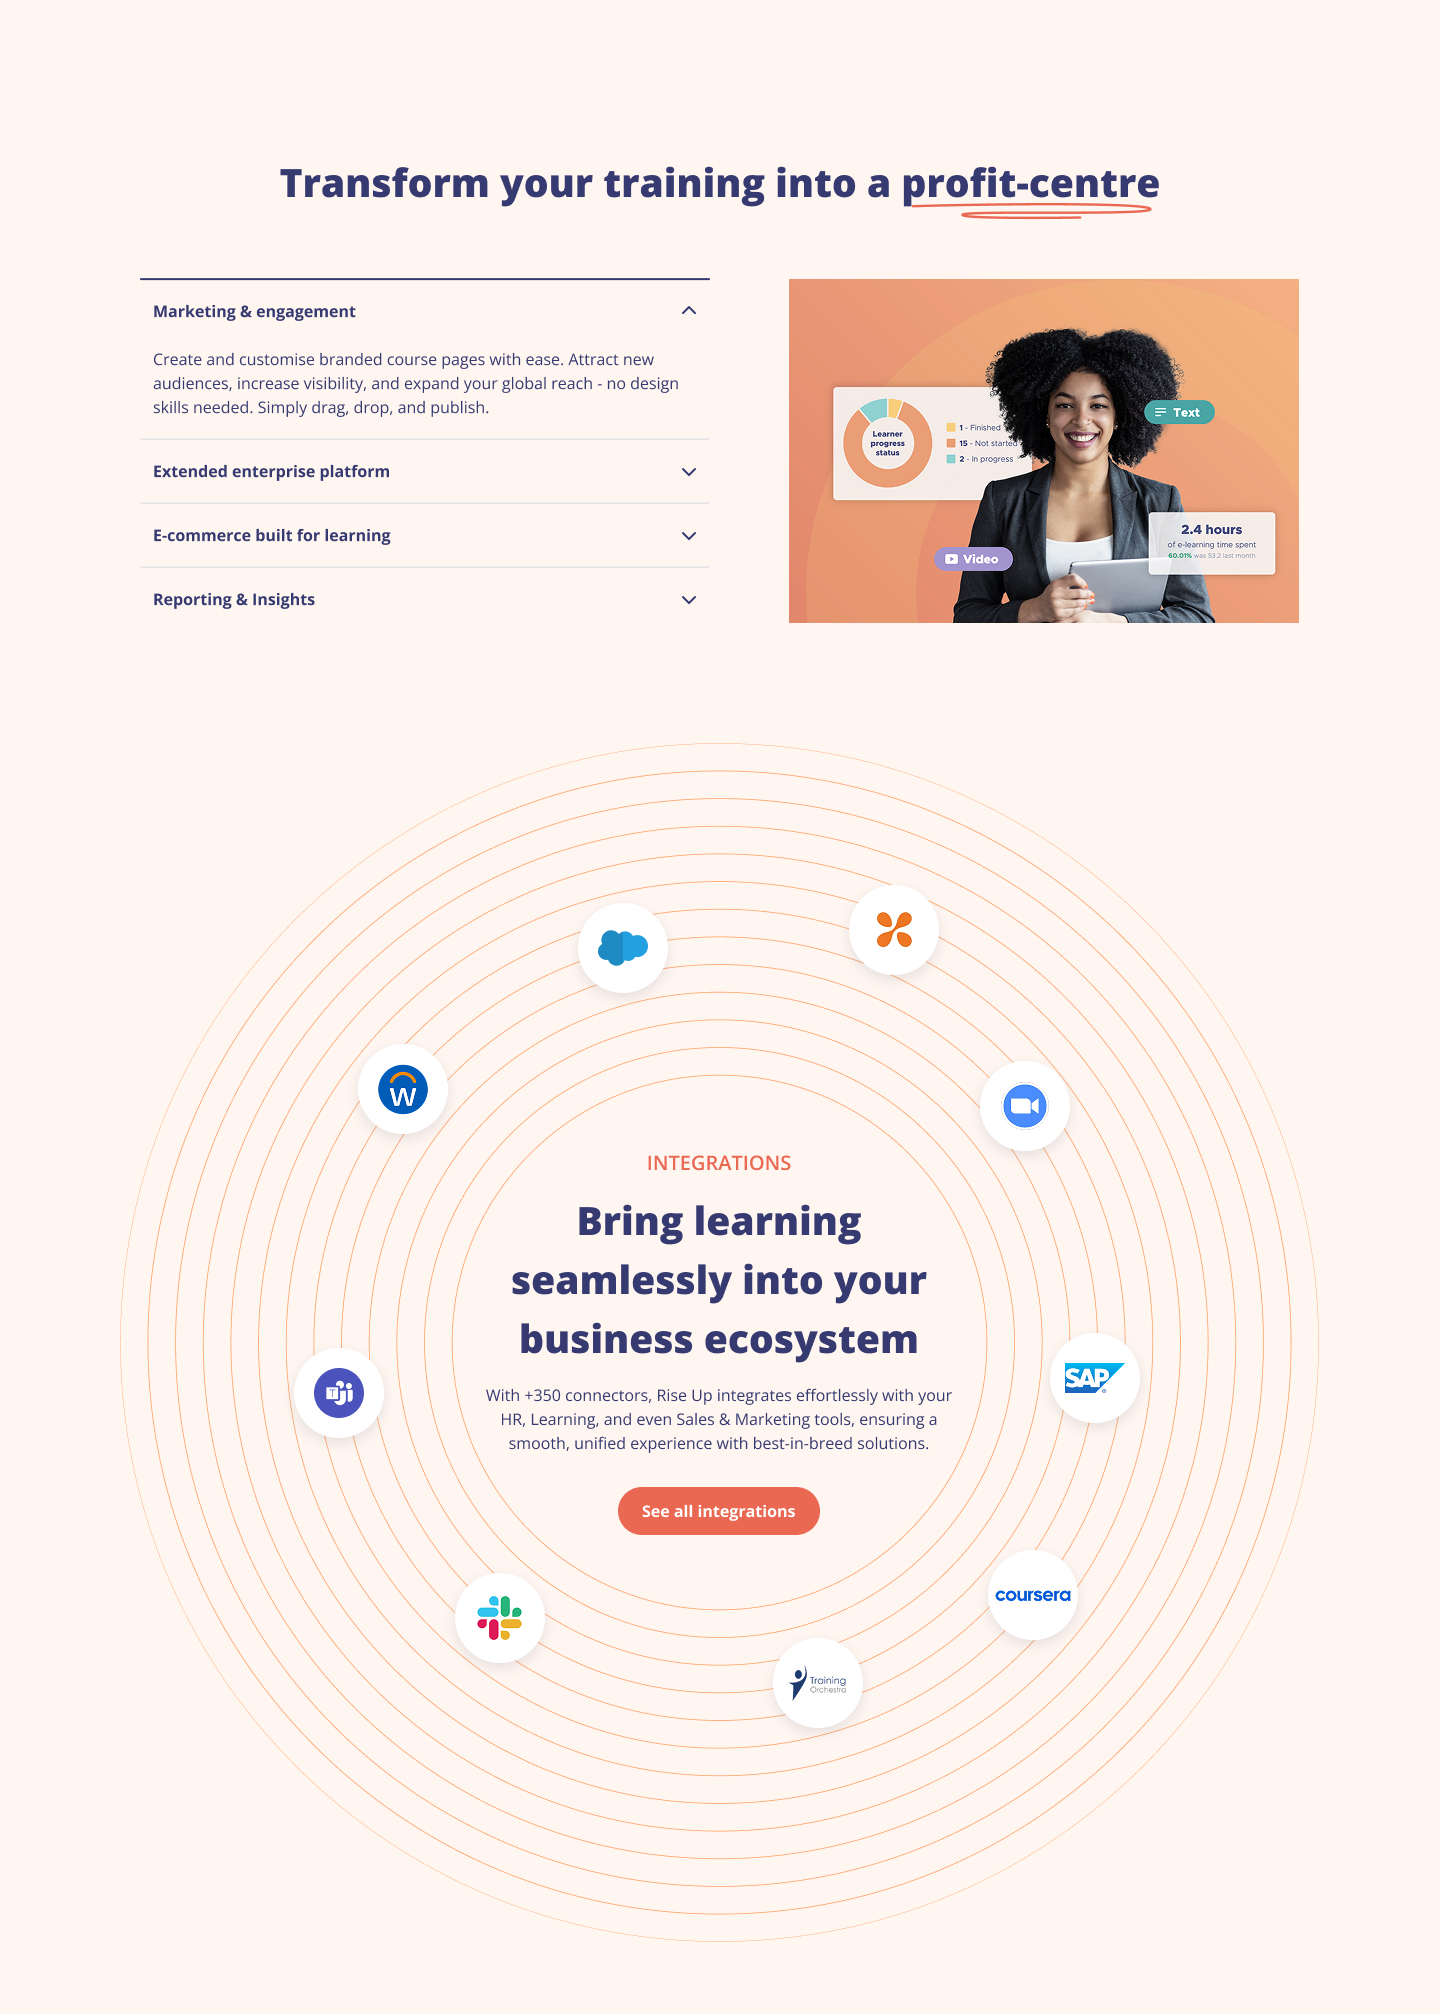 Transform your training into a profit-centre
Marketing & engagement
Create and customise branded course pages with ease. Attract new
audiences, increase visibility, and expand your global reach - no design
skills needed. Simply drag, drop, and publish.
Extended enterprise platform
E-commerce built for learning
Reporting & Insights
Learner
progress
status
1 - Finished
15 - Not started
2 - In progress
Text
Video
2.4 hours
of e-learning time spent
60.01% was 53.2 last month
W
INTEGRATIONS
Bring learning
seamlessly into your
business ecosystem
With +350 connectors, Rise Up integrates effortlessly with your
HR, Learning, and even Sales & Marketing tools, ensuring a
smooth, unified experience with best-in-breed solutions.
See all integrations
T
SAP
®
coursera
Training
Orchestra